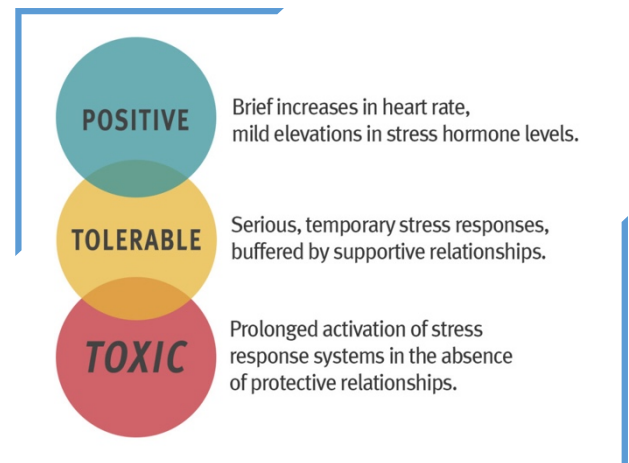 POSITIVE
Brief increases in heart rate,
mild elevations in stress hormone levels.
TOLERABLE
Serious, temporary stress responses,
buffered by supportive relationships.
TOXIC
Prolonged activation of stress
response systems in the absence
of protective relationships.